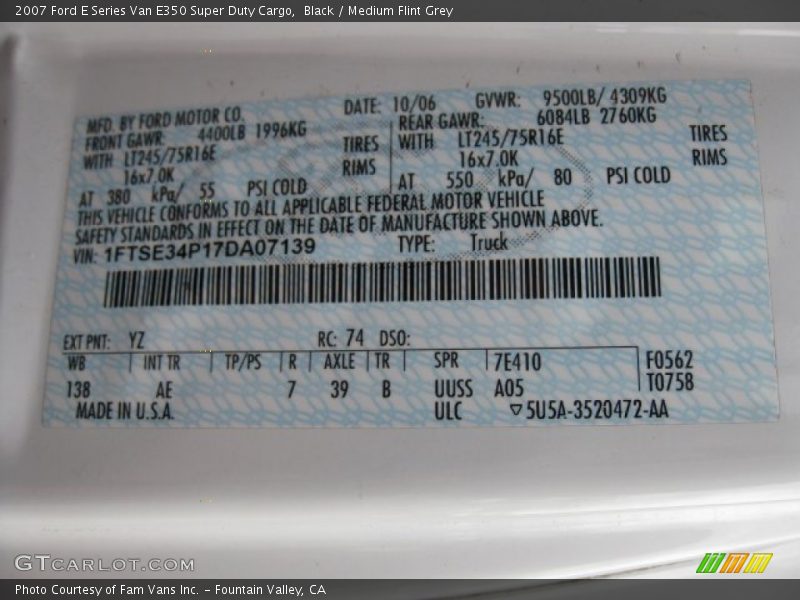 2007 Ford E Series Van E350 Super Duty Cargo,  Black / Medium Flint Grey
MFD. BY FORD MOTOR CO. DATE: 10/06 GVWR: 9500LB/ 4309KG
FRONT GAWR: 4400LB 1996KG REAR GAWR: 6084LB 2760KG
WITH LT245/75R16E TIRES WITH LT245/75R16E TIRES
16x7.0K RIMS 16x7.0K RIMS
AT 380 kPa/ 55 PSI COLD AT 550 kPa/ 80 PSI COLD
THIS VEHICLE CONFORMS TO ALL APPLICABLE FEDERAL MOTOR VEHICLE
SAFETY STANDARDS IN EFFECT ON THE DATE OF MANUFACTURE SHOWN ABOVE.
VIN: 1FTSE34P17DA07139 TYPE: Truck
EXT PNT: YZ RC: 74 DSO:
WB INT TR TP/PS R AXLE TR SPR 7E410 F0562
138 AE 7 39 B UUSS A05 T0758
MADE IN U.S.A. ULC ▽5U5A-3520472-AA
GTCARLOT.COM
Photo Courtesy of Fam Vans Inc. – Fountain Valley, CA